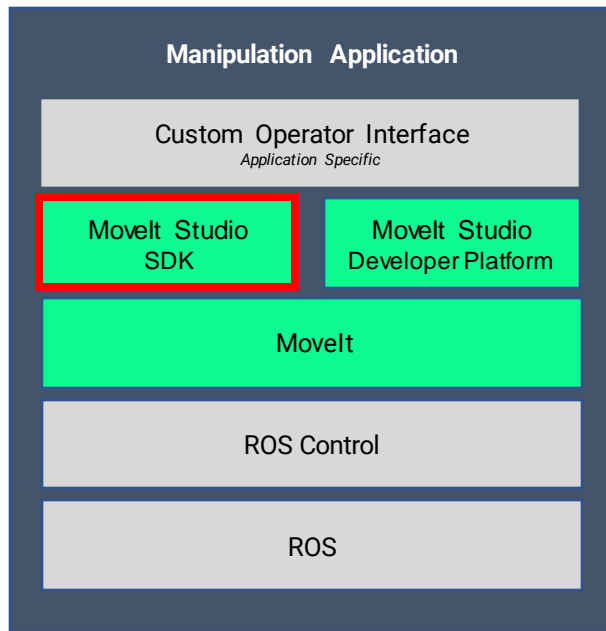 Manipulation Application
Custom Operator Interface
Application Specific
MoveIt Studio
SDK
MoveIt Studio
Developer Platform
MoveIt
ROS Control
ROS